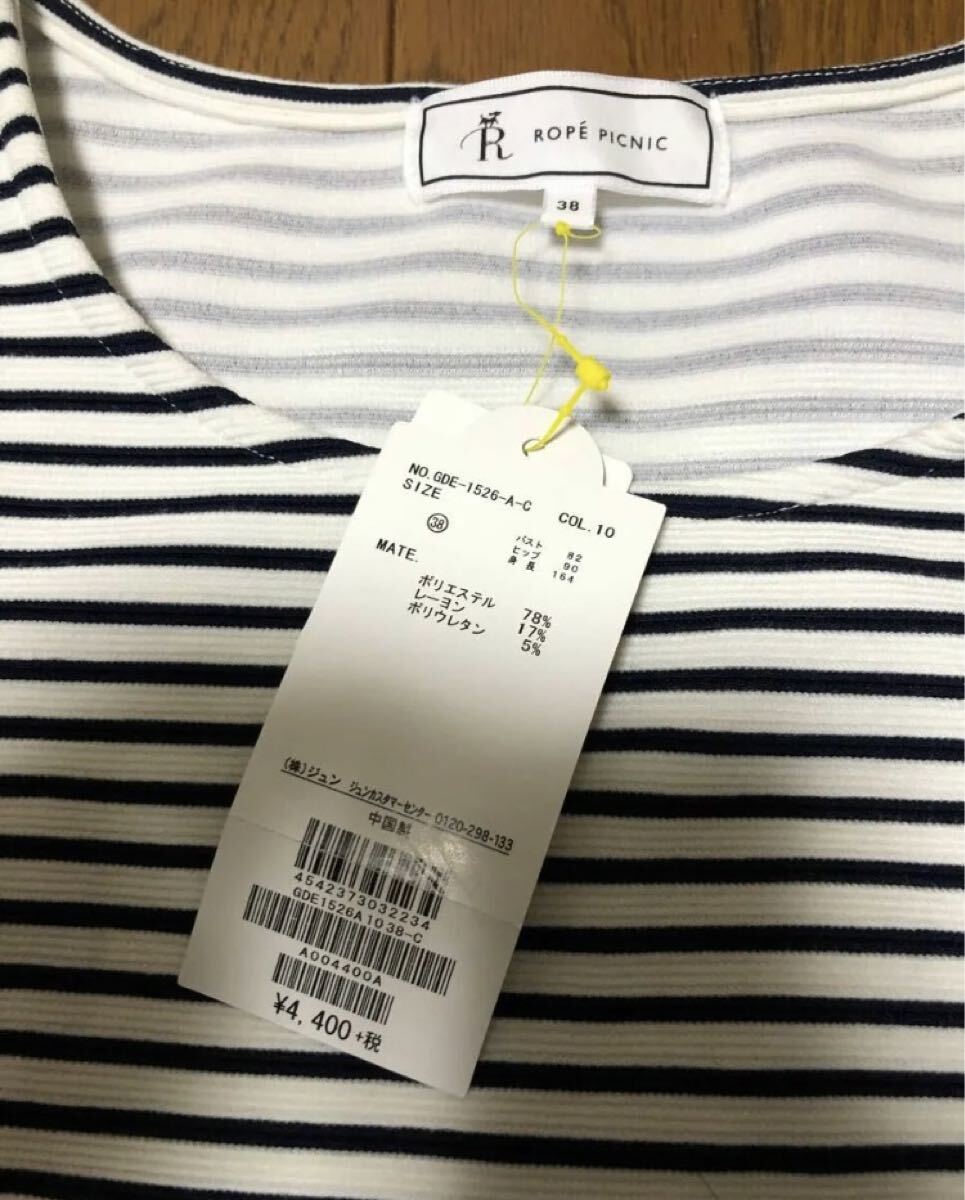 R ROPÉ PICNIC
38
NO.GDE-1526-A-C COL.10
SIZE
㊳ バスト 82
ヒップ 90
身長 164
MATE.
ポリエステル 78%
レーヨン 17%
ポリウレタン 5%
(株)ジュン ジュンカスタマーセンター 0120-298-133
中国製
4542373032234
GDE1526A1038-C
A004400A
¥4,400+税